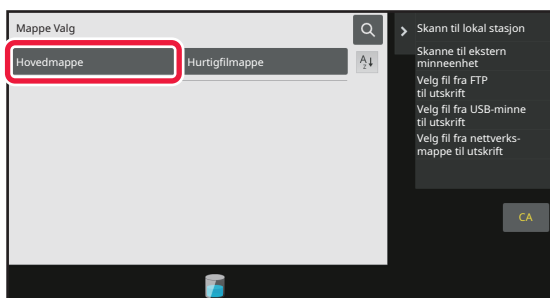 Mappe Valg
Hovedmappe
Hurtigfilmappe
A
Z
Skann til lokal stasjon
Skanne til ekstern
minneenhet
Velg fil fra FTP
til utskrift
Velg fil fra USB-minne
til utskrift
Velg fil fra nettverks-
mappe til utskrift
CA